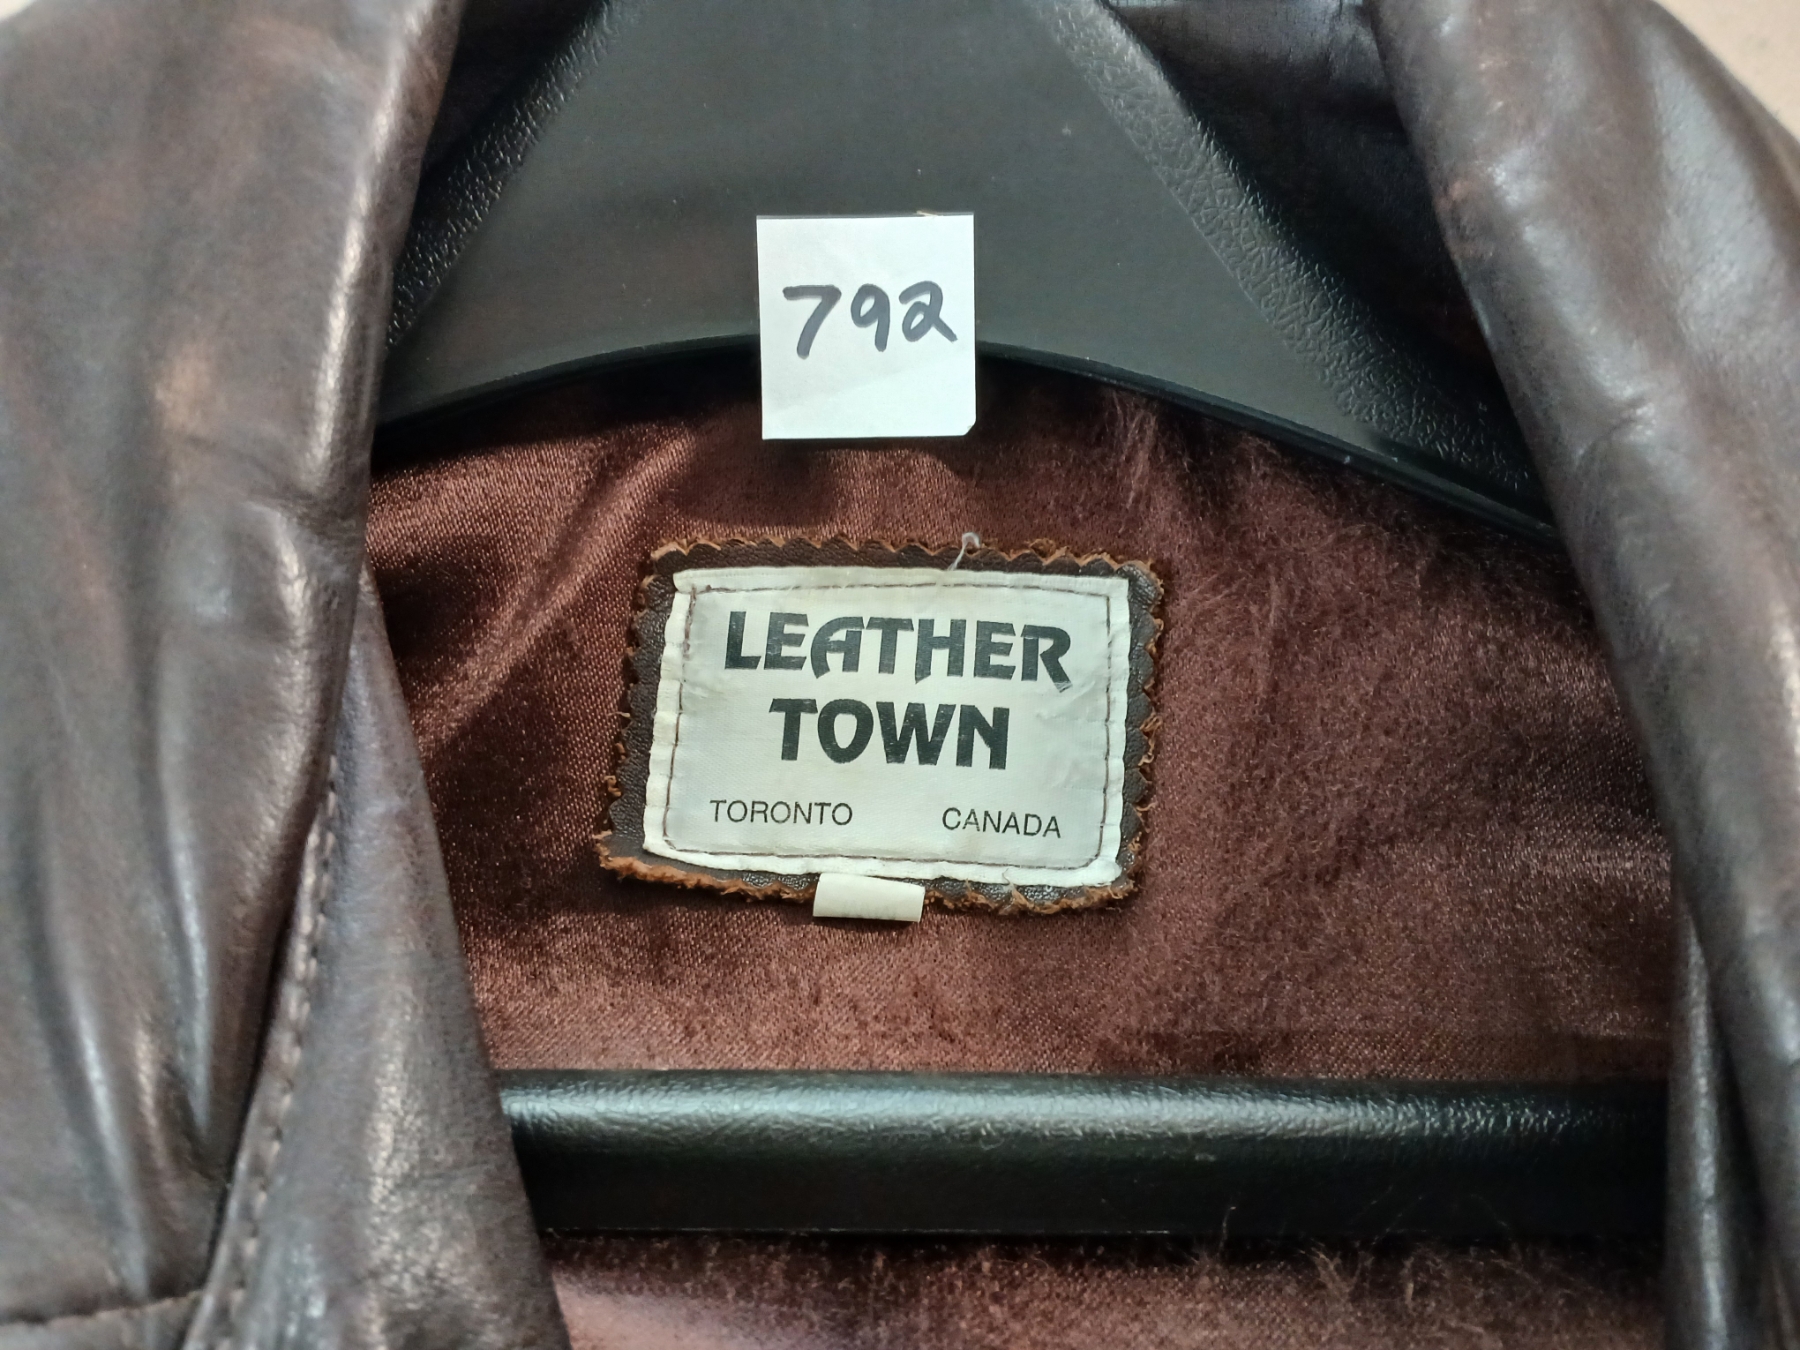 792
LEATHER
TOWN
TORONTO CANADA